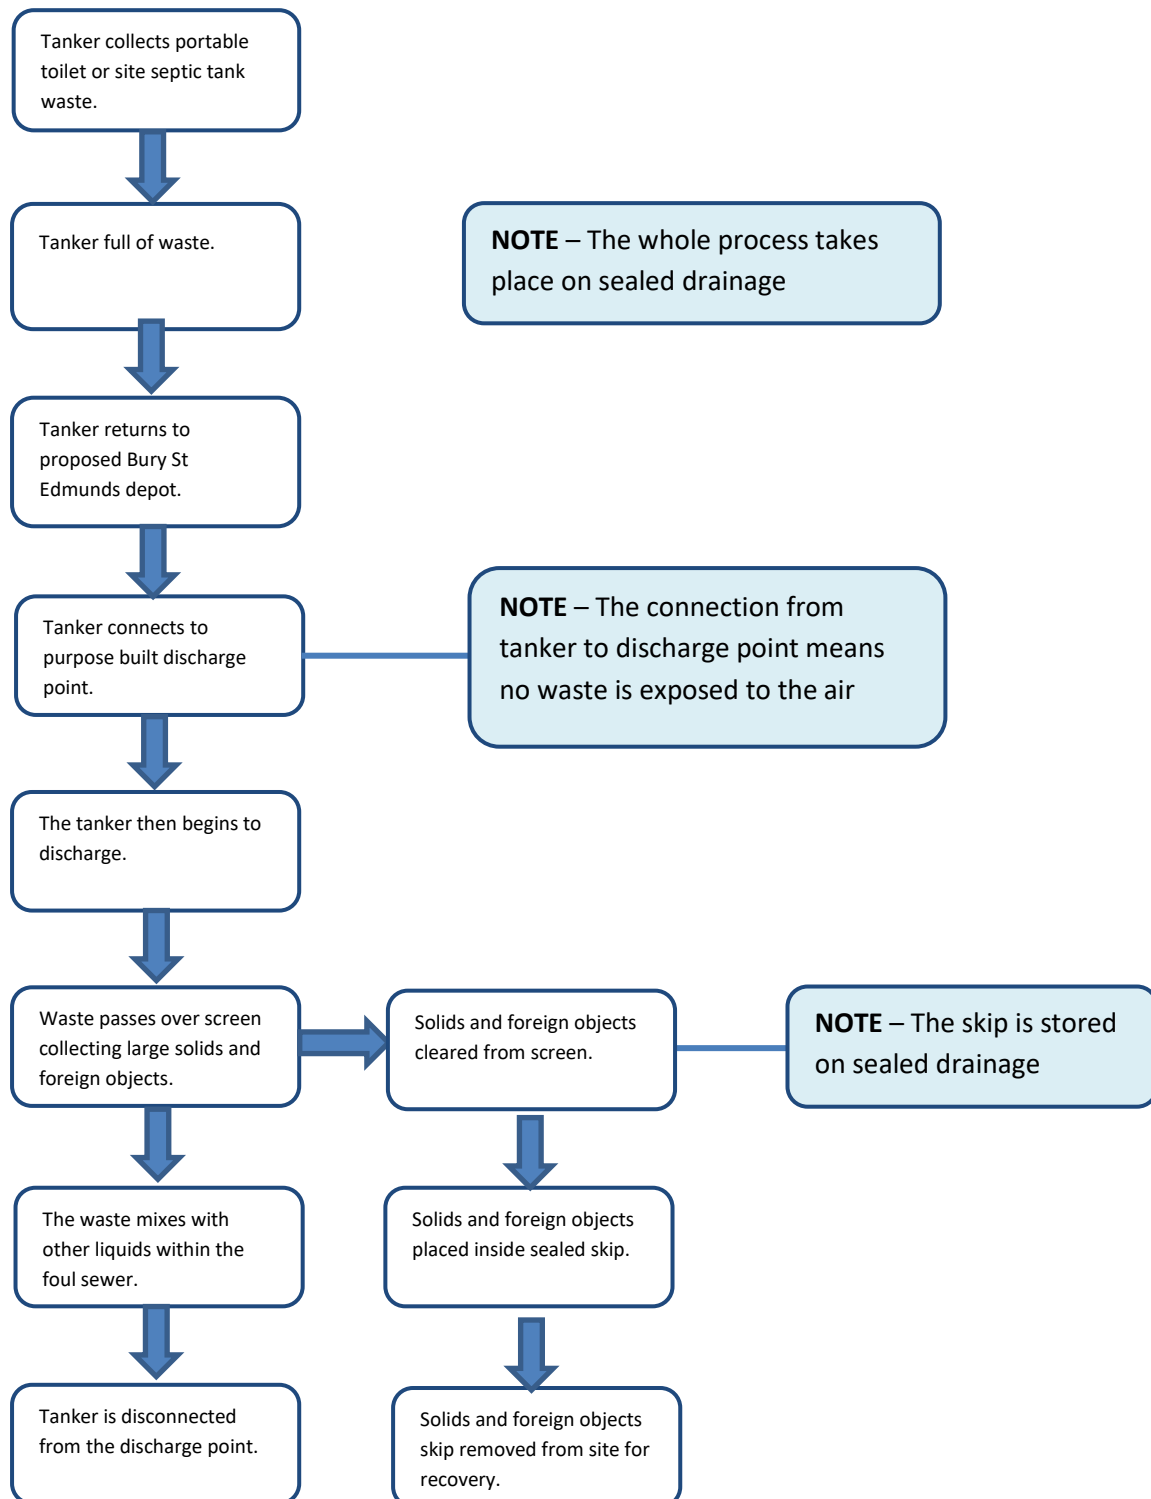 Tanker collects portable
toilet or site septic tank
waste.
Tanker full of waste.
NOTE – The whole process takes
place on sealed drainage
Tanker returns to
proposed Bury St
Edmunds depot.
Tanker connects to
purpose built discharge
point.
NOTE – The connection from
tanker to discharge point means
no waste is exposed to the air
The tanker then begins to
discharge.
Waste passes over screen
collecting large solids and
foreign objects.
Solids and foreign objects
cleared from screen.
NOTE – The skip is stored
on sealed drainage
The waste mixes with
other liquids within the
foul sewer.
Solids and foreign objects
placed inside sealed skip.
Tanker is disconnected
from the discharge point.
Solids and foreign objects
skip removed from site for
recovery.